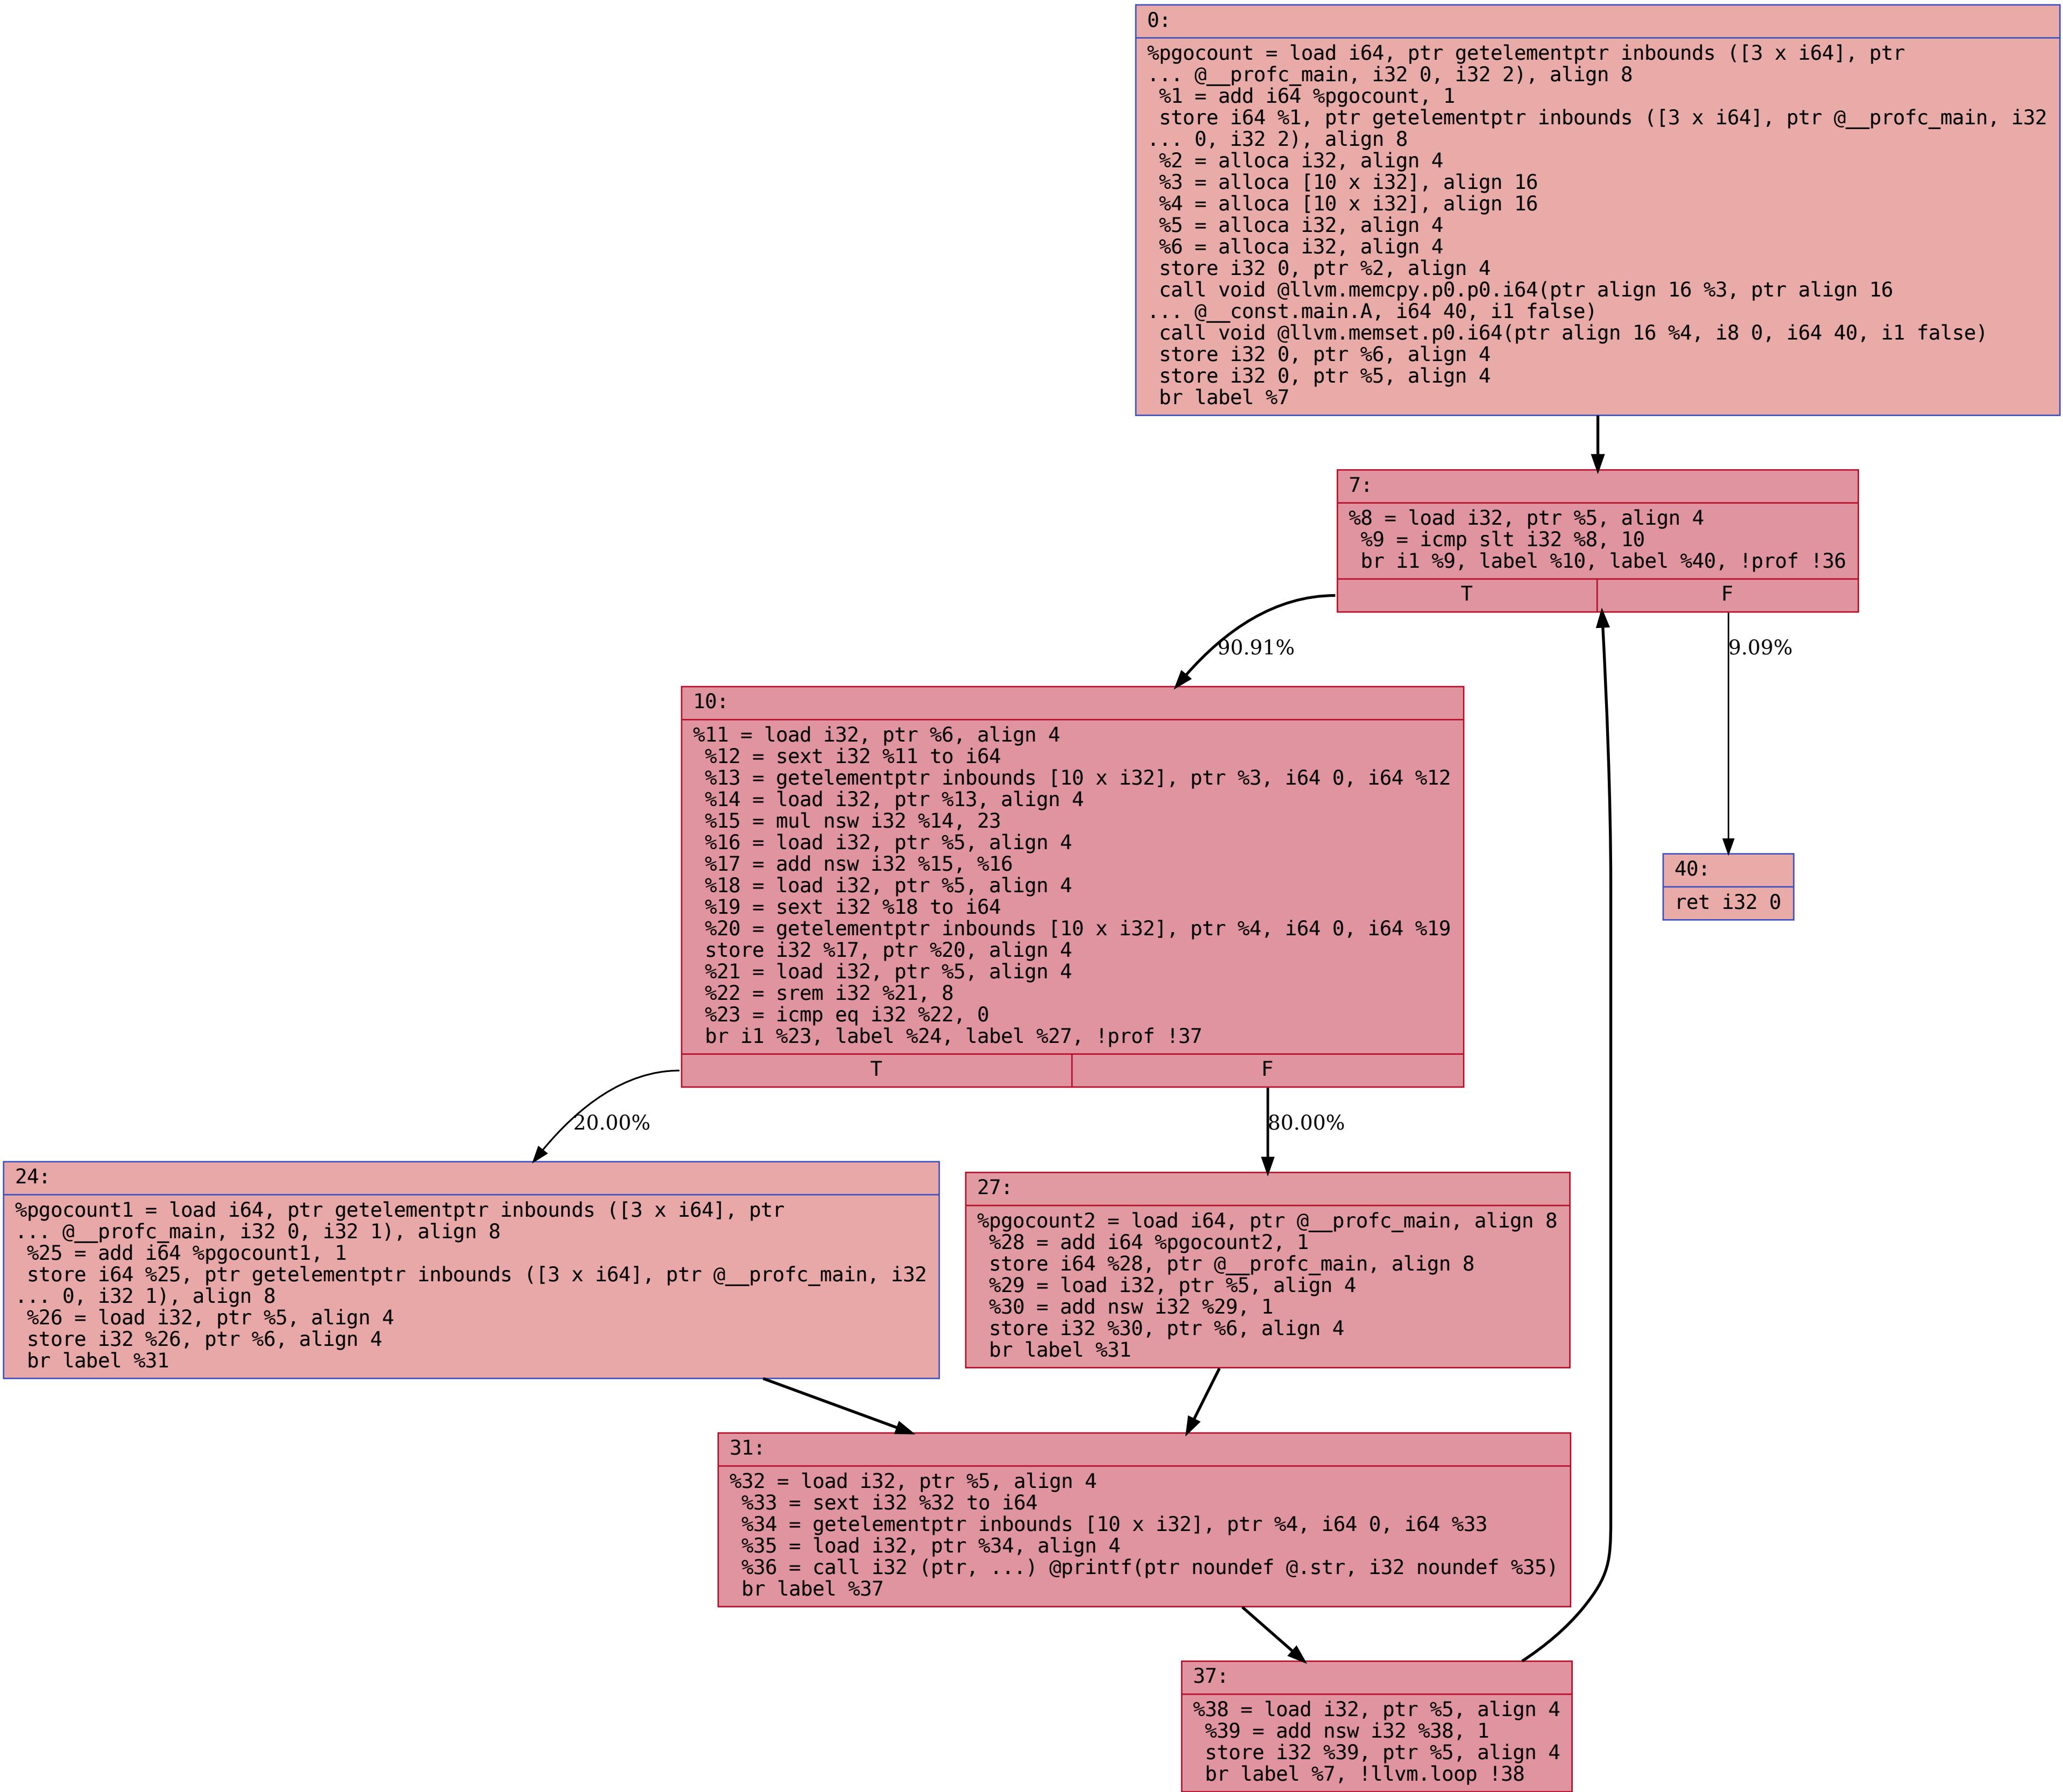 0:
%pgocount = load i64, ptr getelementptr inbounds ([3 x i64], ptr
... @__profc_main, i32 0, i32 2), align 8
%1 = add i64 %pgocount, 1
store i64 %1, ptr getelementptr inbounds ([3 x i64], ptr @__profc_main, i32
... 0, i32 2), align 8
%2 = alloca i32, align 4
%3 = alloca [10 x i32], align 16
%4 = alloca [10 x i32], align 16
%5 = alloca i32, align 4
%6 = alloca i32, align 4
store i32 0, ptr %2, align 4
call void @llvm.memcpy.p0.p0.i64(ptr align 16 %3, ptr align 16
... @__const.main.A, i64 40, i1 false)
call void @llvm.memset.p0.i64(ptr align 16 %4, i8 0, i64 40, i1 false)
store i32 0, ptr %6, align 4
store i32 0, ptr %5, align 4
br label %7
7:
%8 = load i32, ptr %5, align 4
%9 = icmp slt i32 %8, 10
br i1 %9, label %10, label %40, !prof !36
T F
90.91% 9.09%
10:
%11 = load i32, ptr %6, align 4
%12 = sext i32 %11 to i64
%13 = getelementptr inbounds [10 x i32], ptr %3, i64 0, i64 %12
%14 = load i32, ptr %13, align 4
%15 = mul nsw i32 %14, 23
%16 = load i32, ptr %5, align 4
%17 = add nsw i32 %15, %16
%18 = load i32, ptr %5, align 4
%19 = sext i32 %18 to i64
%20 = getelementptr inbounds [10 x i32], ptr %4, i64 0, i64 %19
store i32 %17, ptr %20, align 4
%21 = load i32, ptr %5, align 4
%22 = srem i32 %21, 8
%23 = icmp eq i32 %22, 0
br i1 %23, label %24, label %27, !prof !37
T F
40:
ret i32 0
20.00% 80.00%
24:
%pgocount1 = load i64, ptr getelementptr inbounds ([3 x i64], ptr
... @__profc_main, i32 0, i32 1), align 8
%25 = add i64 %pgocount1, 1
store i64 %25, ptr getelementptr inbounds ([3 x i64], ptr @__profc_main, i32
... 0, i32 1), align 8
%26 = load i32, ptr %5, align 4
store i32 %26, ptr %6, align 4
br label %31
27:
%pgocount2 = load i64, ptr @__profc_main, align 8
%28 = add i64 %pgocount2, 1
store i64 %28, ptr @__profc_main, align 8
%29 = load i32, ptr %5, align 4
%30 = add nsw i32 %29, 1
store i32 %30, ptr %6, align 4
br label %31
31:
%32 = load i32, ptr %5, align 4
%33 = sext i32 %32 to i64
%34 = getelementptr inbounds [10 x i32], ptr %4, i64 0, i64 %33
%35 = load i32, ptr %34, align 4
%36 = call i32 (ptr, ...) @printf(ptr noundef @.str, i32 noundef %35)
br label %37
37:
%38 = load i32, ptr %5, align 4
%39 = add nsw i32 %38, 1
store i32 %39, ptr %5, align 4
br label %7, !llvm.loop !38